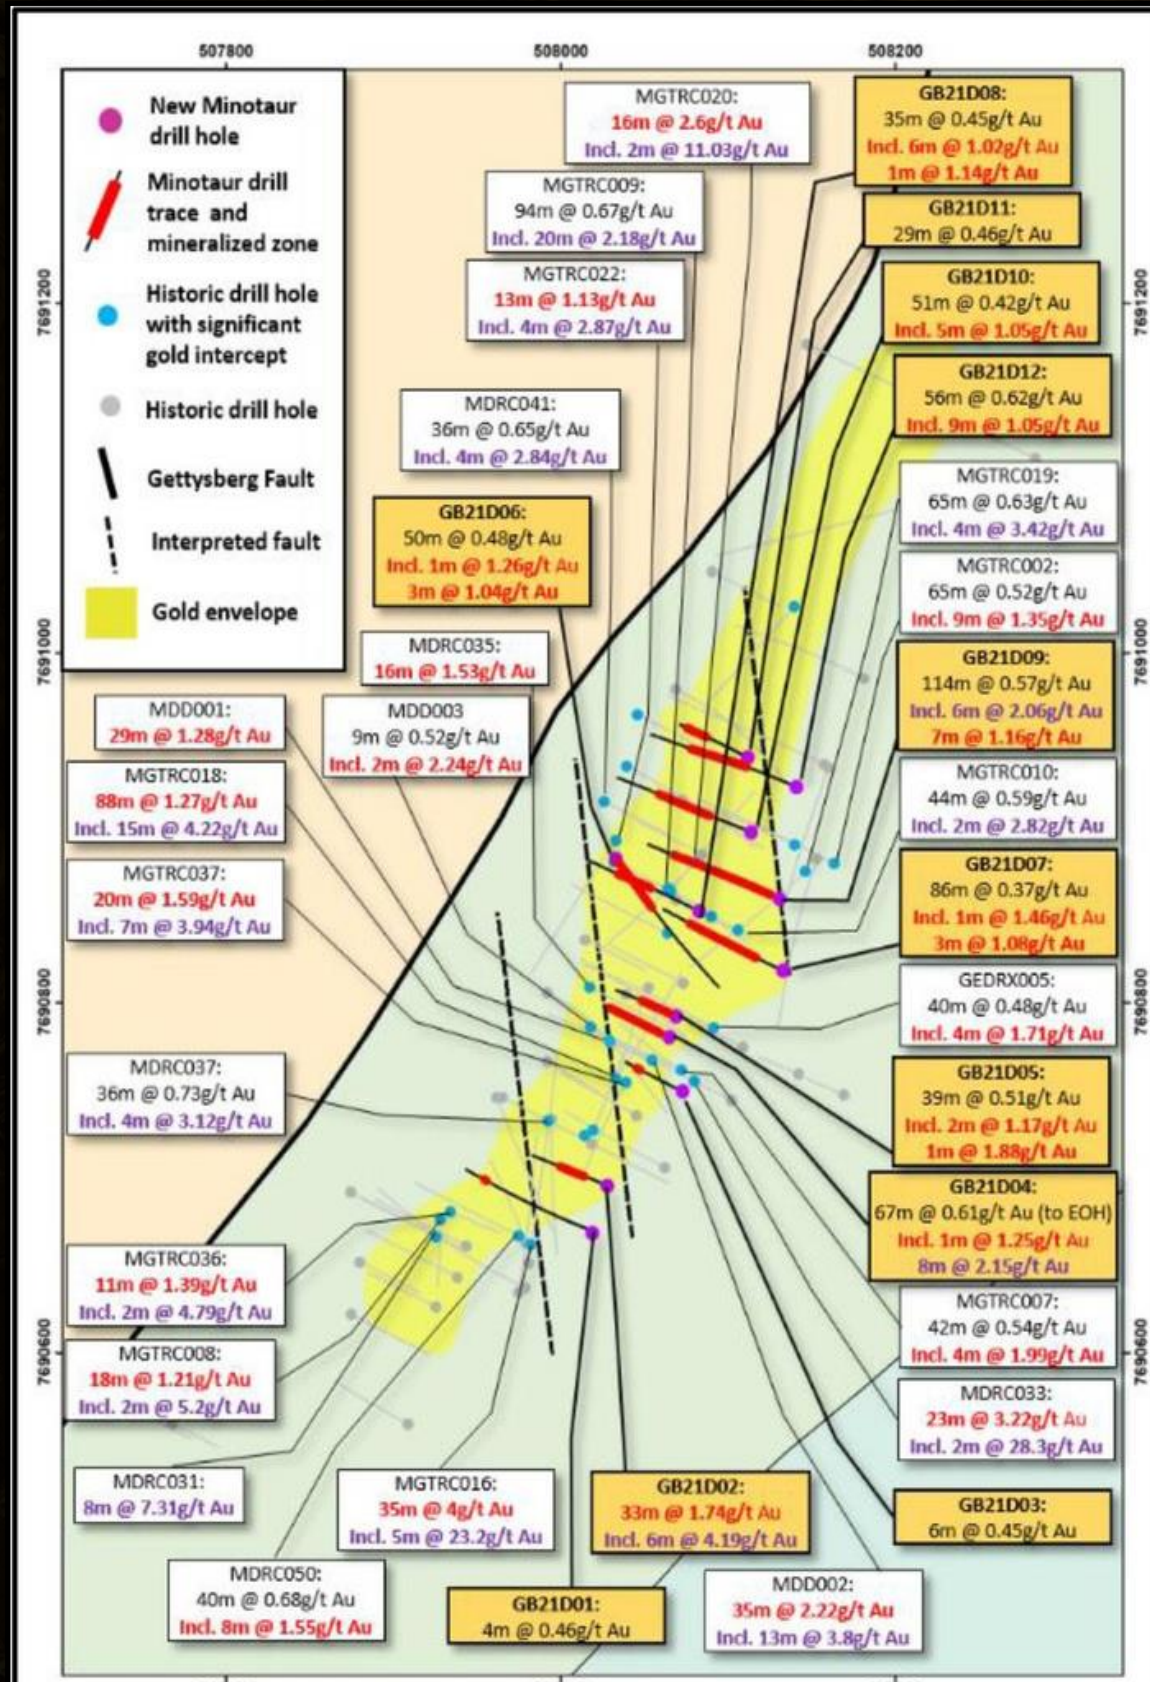 507800
508000
508200
New Minotaur
drill hole
Minotaur drill
trace and
mineralized zone
Historic drill hole
with significant
gold intercept
Historic drill hole
Gettysberg Fault
Interpreted fault
Gold envelope
7691200
7691000
7690800
7690600
MGTRC020:
16m @ 2.6g/t Au
Incl. 2m @ 11.03g/t Au
MGTRC009:
94m @ 0.67g/t Au
Incl. 20m @ 2.18g/t Au
MGTRC022:
13m @ 1.13g/t Au
Incl. 4m @ 2.87g/t Au
MDRC041:
36m @ 0.65g/t Au
Incl. 4m @ 2.84g/t Au
GB21D06:
50m @ 0.48g/t Au
Incl. 1m @ 1.26g/t Au
3m @ 1.04g/t Au
MDRC035:
16m @ 1.53g/t Au
MDD003
9m @ 0.52g/t Au
Incl. 2m @ 2.24g/t Au
MDD001:
29m @ 1.28g/t Au
MGTRC018:
88m @ 1.27g/t Au
Incl. 15m @ 4.22g/t Au
MGTRC037:
20m @ 1.59g/t Au
Incl. 7m @ 3.94g/t Au
MDRC037:
36m @ 0.73g/t Au
Incl. 4m @ 3.12g/t Au
MGTRC036:
11m @ 1.39g/t Au
Incl. 2m @ 4.79g/t Au
MGTRC008:
18m @ 1.21g/t Au
Incl. 2m @ 5.2g/t Au
MDRC031:
8m @ 7.31g/t Au
MDRC050:
40m @ 0.68g/t Au
Incl. 8m @ 1.55g/t Au
MGTRC016:
35m @ 4g/t Au
Incl. 5m @ 23.2g/t Au
GB21D01:
4m @ 0.46g/t Au
GB21D02:
33m @ 1.74g/t Au
Incl. 6m @ 4.19g/t Au
MDD002:
35m @ 2.22g/t Au
Incl. 13m @ 3.8g/t Au
GB21D08:
35m @ 0.45g/t Au
Incl. 6m @ 1.02g/t Au
1m @ 1.14g/t Au
GB21D11:
29m @ 0.46g/t Au
GB21D10:
51m @ 0.42g/t Au
Incl. 5m @ 1.05g/t Au
GB21D12:
56m @ 0.62g/t Au
Incl. 9m @ 1.05g/t Au
MGTRC019:
65m @ 0.63g/t Au
Incl. 4m @ 3.42g/t Au
MGTRC002:
65m @ 0.52g/t Au
Incl. 9m @ 1.35g/t Au
GB21D09:
114m @ 0.57g/t Au
Incl. 6m @ 2.06g/t Au
7m @ 1.16g/t Au
MGTRC010:
44m @ 0.59g/t Au
Incl. 2m @ 2.82g/t Au
GB21D07:
86m @ 0.37g/t Au
Incl. 1m @ 1.46g/t Au
3m @ 1.08g/t Au
GEDRX005:
40m @ 0.48g/t Au
Incl. 4m @ 1.71g/t Au
GB21D05:
39m @ 0.51g/t Au
Incl. 2m @ 1.17g/t Au
1m @ 1.88g/t Au
GB21D04:
67m @ 0.61g/t Au (to EOH)
Incl. 1m @ 1.25g/t Au
8m @ 2.15g/t Au
MGTRC007:
42m @ 0.54g/t Au
Incl. 4m @ 1.99g/t Au
MDRC033:
23m @ 3.22g/t Au
Incl. 2m @ 28.3g/t Au
GB21D03:
6m @ 0.45g/t Au
7691200
7691000
7690800
7690600